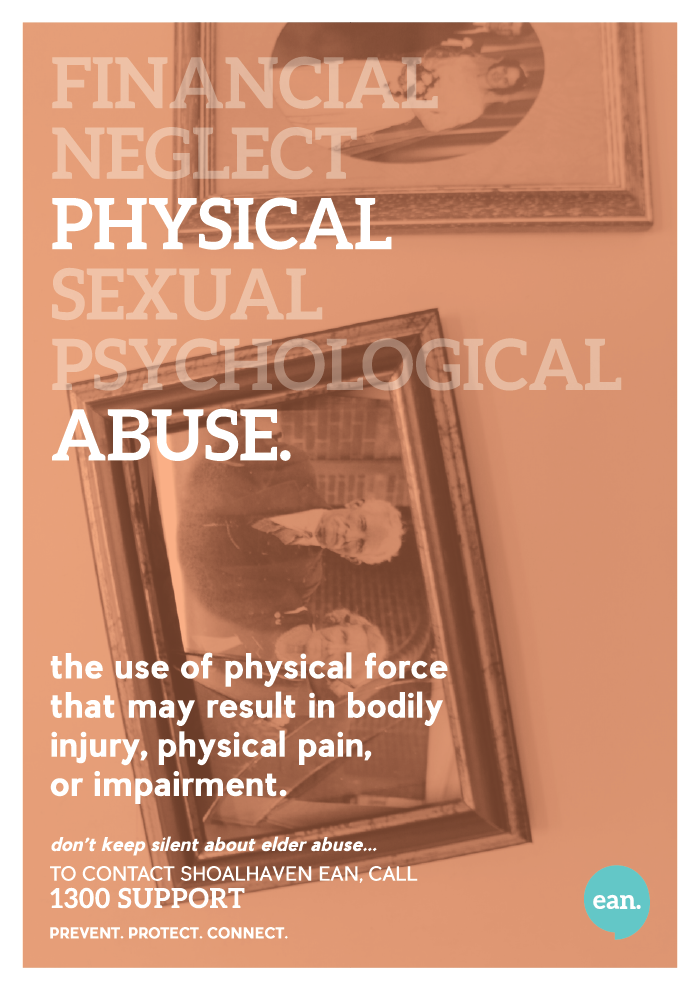 FINANCIAL
NEGLECT
PHYSICAL
SEXUAL
PSYCHOLOGICAL
ABUSE.
the use of physical force
that may result in bodily
injury, physical pain,
or impairment.
don't keep silent about elder abuse...
TO CONTACT SHOALHAVEN EAN, CALL
1300 SUPPORT
PREVENT. PROTECT. CONNECT.
ean.